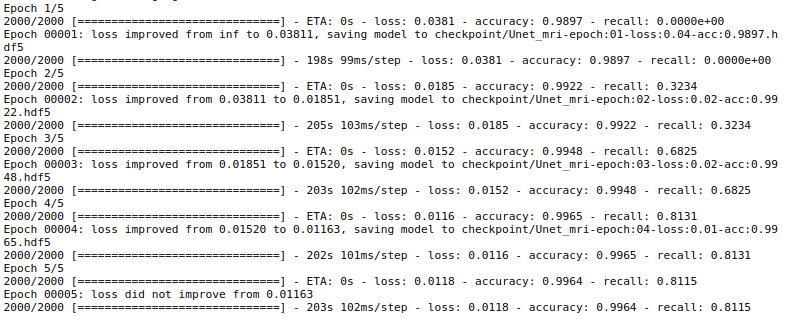 Epoch 1/5
2000/2000 [==============================] - ETA: 0s - loss: 0.0381 - accuracy: 0.9897 - recall: 0.0000e+00
Epoch 00001: loss improved from inf to 0.03811, saving model to checkpoint/Unet_mri-epoch:01-loss:0.04-acc:0.9897.h
df5
2000/2000 [==============================] - 198s 99ms/step - loss: 0.0381 - accuracy: 0.9897 - recall: 0.0000e+00
Epoch 2/5
2000/2000 [==============================] - ETA: 0s - loss: 0.0185 - accuracy: 0.9922 - recall: 0.3234
Epoch 00002: loss improved from 0.03811 to 0.01851, saving model to checkpoint/Unet_mri-epoch:02-loss:0.02-acc:0.99
22.hdf5
2000/2000 [==============================] - 205s 103ms/step - loss: 0.0185 - accuracy: 0.9922 - recall: 0.3234
Epoch 3/5
2000/2000 [==============================] - ETA: 0s - loss: 0.0152 - accuracy: 0.9948 - recall: 0.6825
Epoch 00003: loss improved from 0.01851 to 0.01520, saving model to checkpoint/Unet_mri-epoch:03-loss:0.02-acc:0.99
48.hdf5
2000/2000 [==============================] - 203s 102ms/step - loss: 0.0152 - accuracy: 0.9948 - recall: 0.6825
Epoch 4/5
2000/2000 [==============================] - ETA: 0s - loss: 0.0116 - accuracy: 0.9965 - recall: 0.8131
Epoch 00004: loss improved from 0.01520 to 0.01163, saving model to checkpoint/Unet_mri-epoch:04-loss:0.01-acc:0.99
65.hdf5
2000/2000 [==============================] - 202s 101ms/step - loss: 0.0116 - accuracy: 0.9965 - recall: 0.8131
Epoch 5/5
2000/2000 [==============================] - ETA: 0s - loss: 0.0118 - accuracy: 0.9964 - recall: 0.8115
Epoch 00005: loss did not improve from 0.01163
2000/2000 [==============================] - 203s 102ms/step - loss: 0.0118 - accuracy: 0.9964 - recall: 0.8115